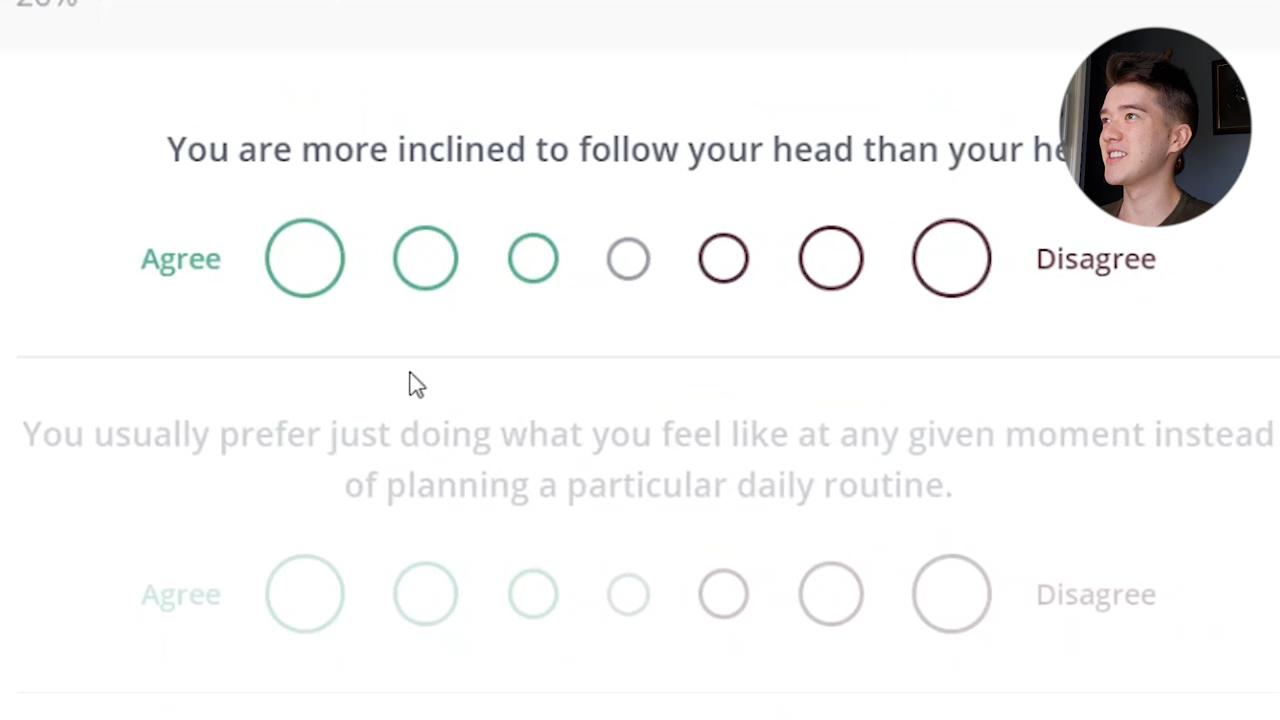 20%
You are more inclined to follow your head than your
Agree
Disagree
You usually prefer just doing what you feel like at any given moment instead
of planning a particular daily routine.
Agree
Disagree